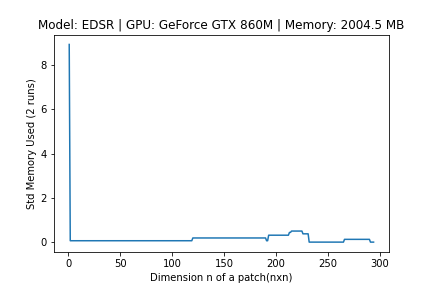 Model: EDSR | GPU: GeForce GTX 860M | Memory: 2004.5 MB
Std Memory Used (2 runs)
8
6
4
2
0
0 50 100 150 200 250 300
Dimension n of a patch(nxn)